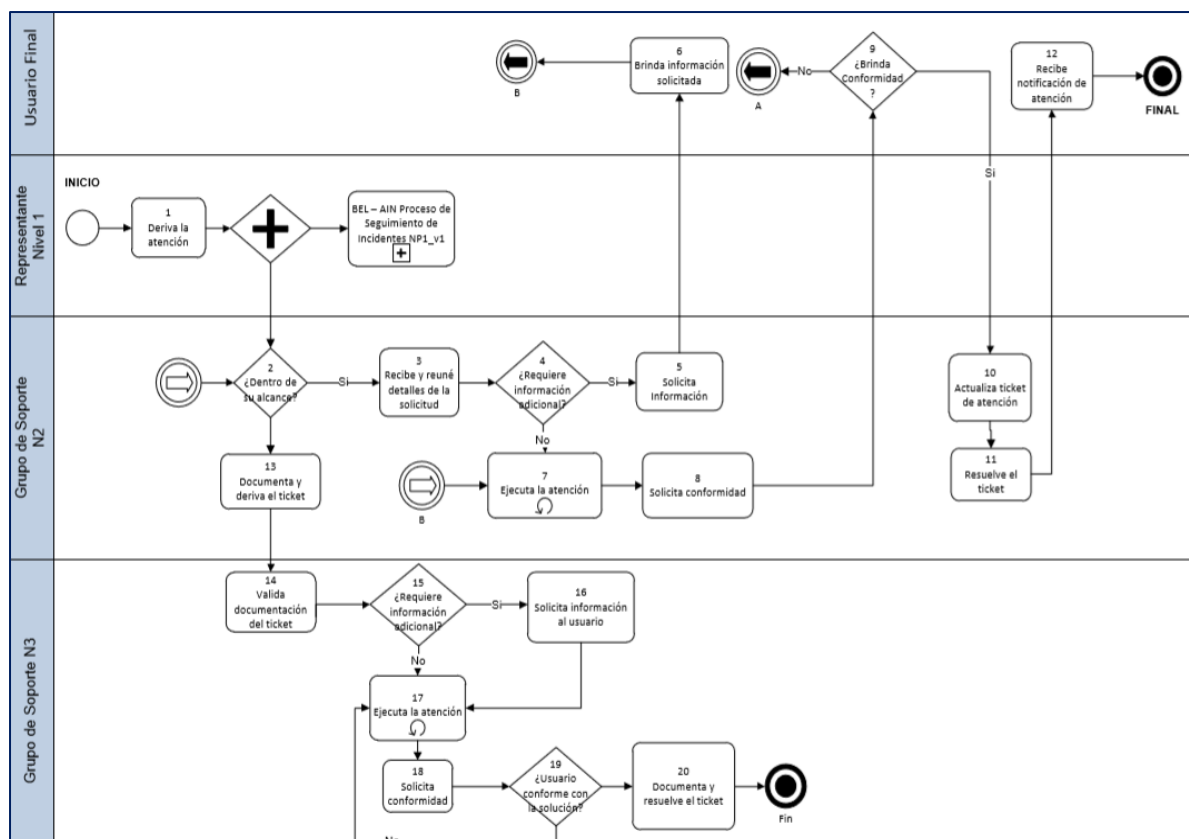 Usuario Final
B
6
Brinda información
solicitada
A
No
9
¿Brinda
Conformidad
?
12
Recibe
notificación de
atención
FINAL
Si
Representante
Nivel 1
INICIO
1
Deriva la
atención
BEL – AIN Proceso de
Seguimiento de
Incidentes NP1_v1
Grupo de Soporte
N2
2
¿Dentro de
su alcance?
Si
3
Recibe y reuné
detalles de la
solicitud
4
¿Requiere
información
adicional?
Si
5
Solicita
Información
No
10
Actualiza ticket
de atención
13
Documenta y
deriva el ticket
B
7
Ejecuta la atención
8
Solicita conformidad
11
Resuelve el
ticket
Grupo de Soporte N3
14
Valida
documentación
del ticket
15
¿Requiere
información
adicional?
Si
16
Solicita información
al usuario
No
17
Ejecuta la atención
18
Solicita
conformidad
19
¿Usuario
conforme con
la solución?
20
Documenta y
resuelve el ticket
Fin
No